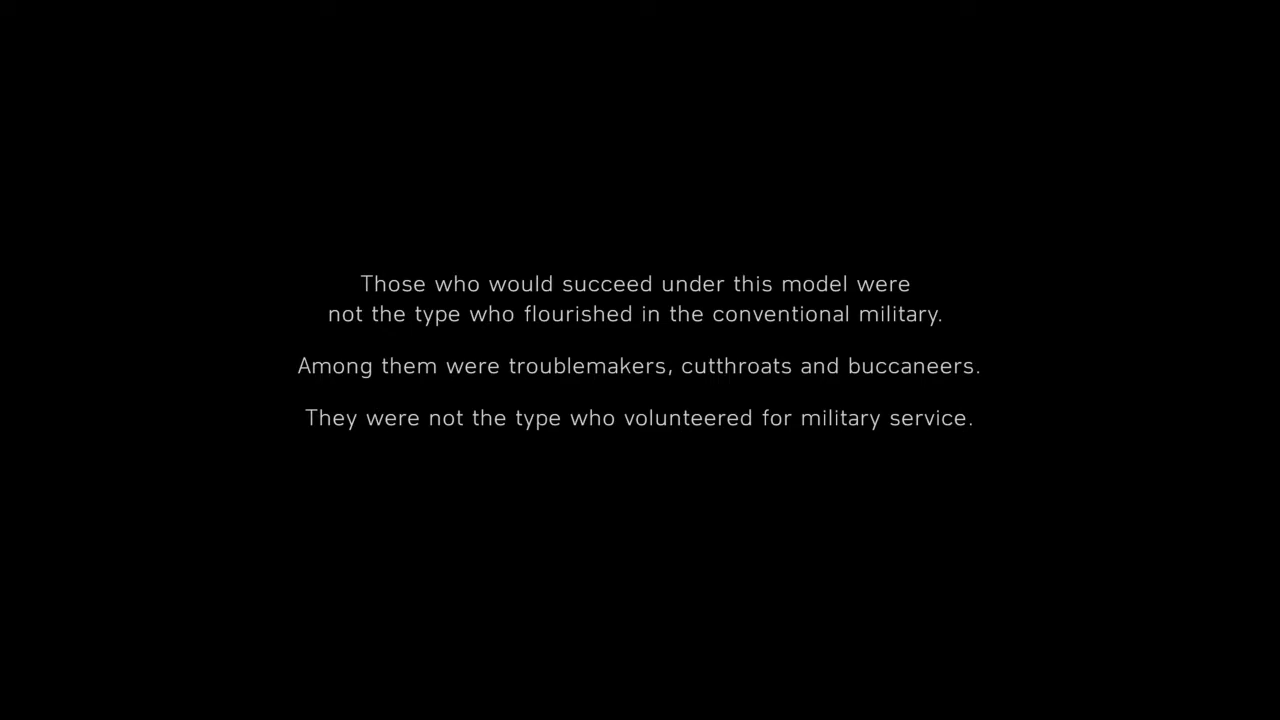 Those who would succeed under this model were
not the type who flourished in the conventional military.
Among them were troublemakers, cutthroats and buccaneers.
They were not the type who volunteered for military service.